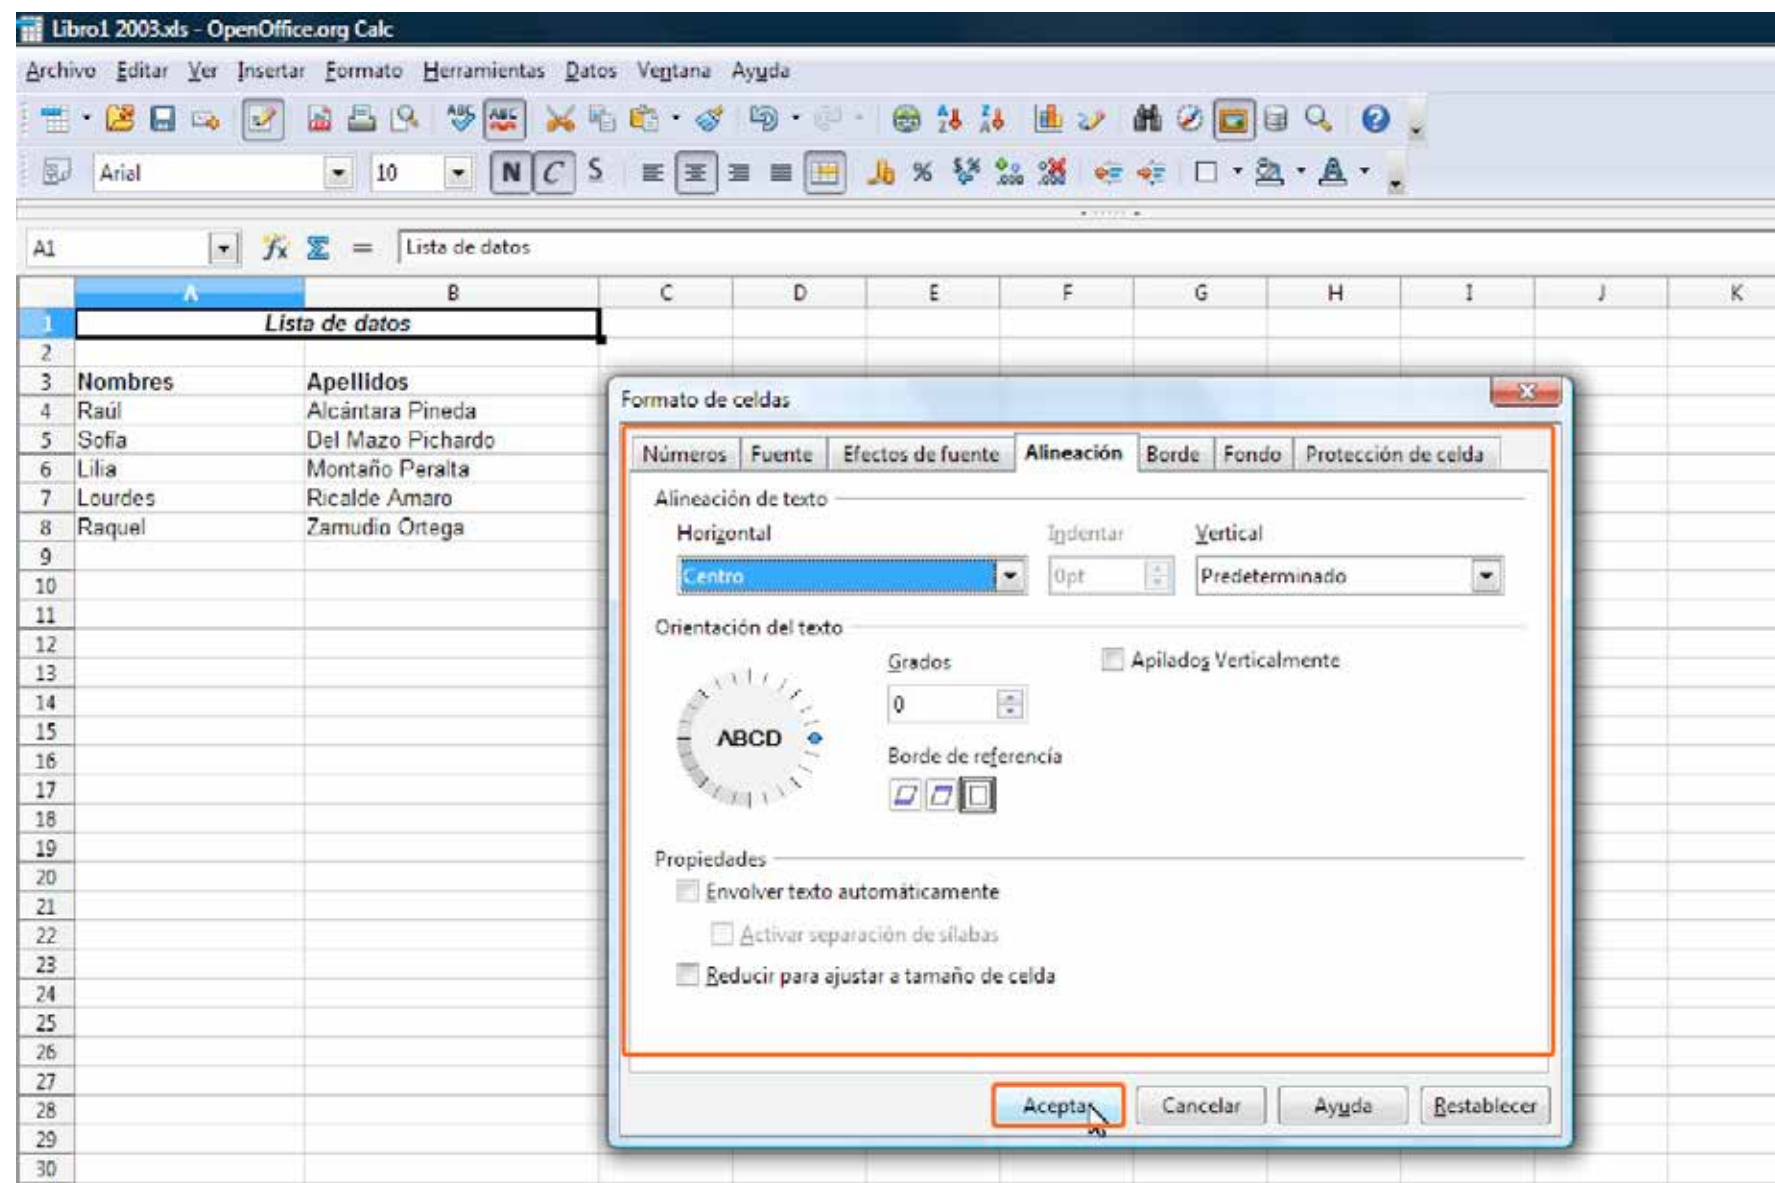 Libro1 2003.xls - OpenOffice.org Calc
Archivo Editar Ver Insertar Formato Herramientas Datos Ventana Ayuda
Arial 10 N C S
A1 Lista de datos
A B C D E F G H I J K
1 Lista de datos
2
3 Nombres Apellidos
4 Raúl Alcántara Pineda
5 Sofía Del Mazo Pichardo
6 Lilia Montaño Peralta
7 Lourdes Ricalde Amaro
8 Raquel Zamudio Ortega
9
10
11
12
13
14
15
16
17
18
19
20
21
22
23
24
25
26
27
28
29
30
Formato de celdas
Números Fuente Efectos de fuente Alineación Borde Fondo Protección de celda
Alineación de texto
Horizontal Indentar Vertical
Centro 0pt Predeterminado
Orientación del texto
Grados Apilados Verticalmente
0
ABCD
Borde de referencía
Propiedades
Envolver texto automáticamente
Activar separación de sílabas
Reducir para ajustar a tamaño de celda
Aceptar Cancelar Ayuda Restablecer